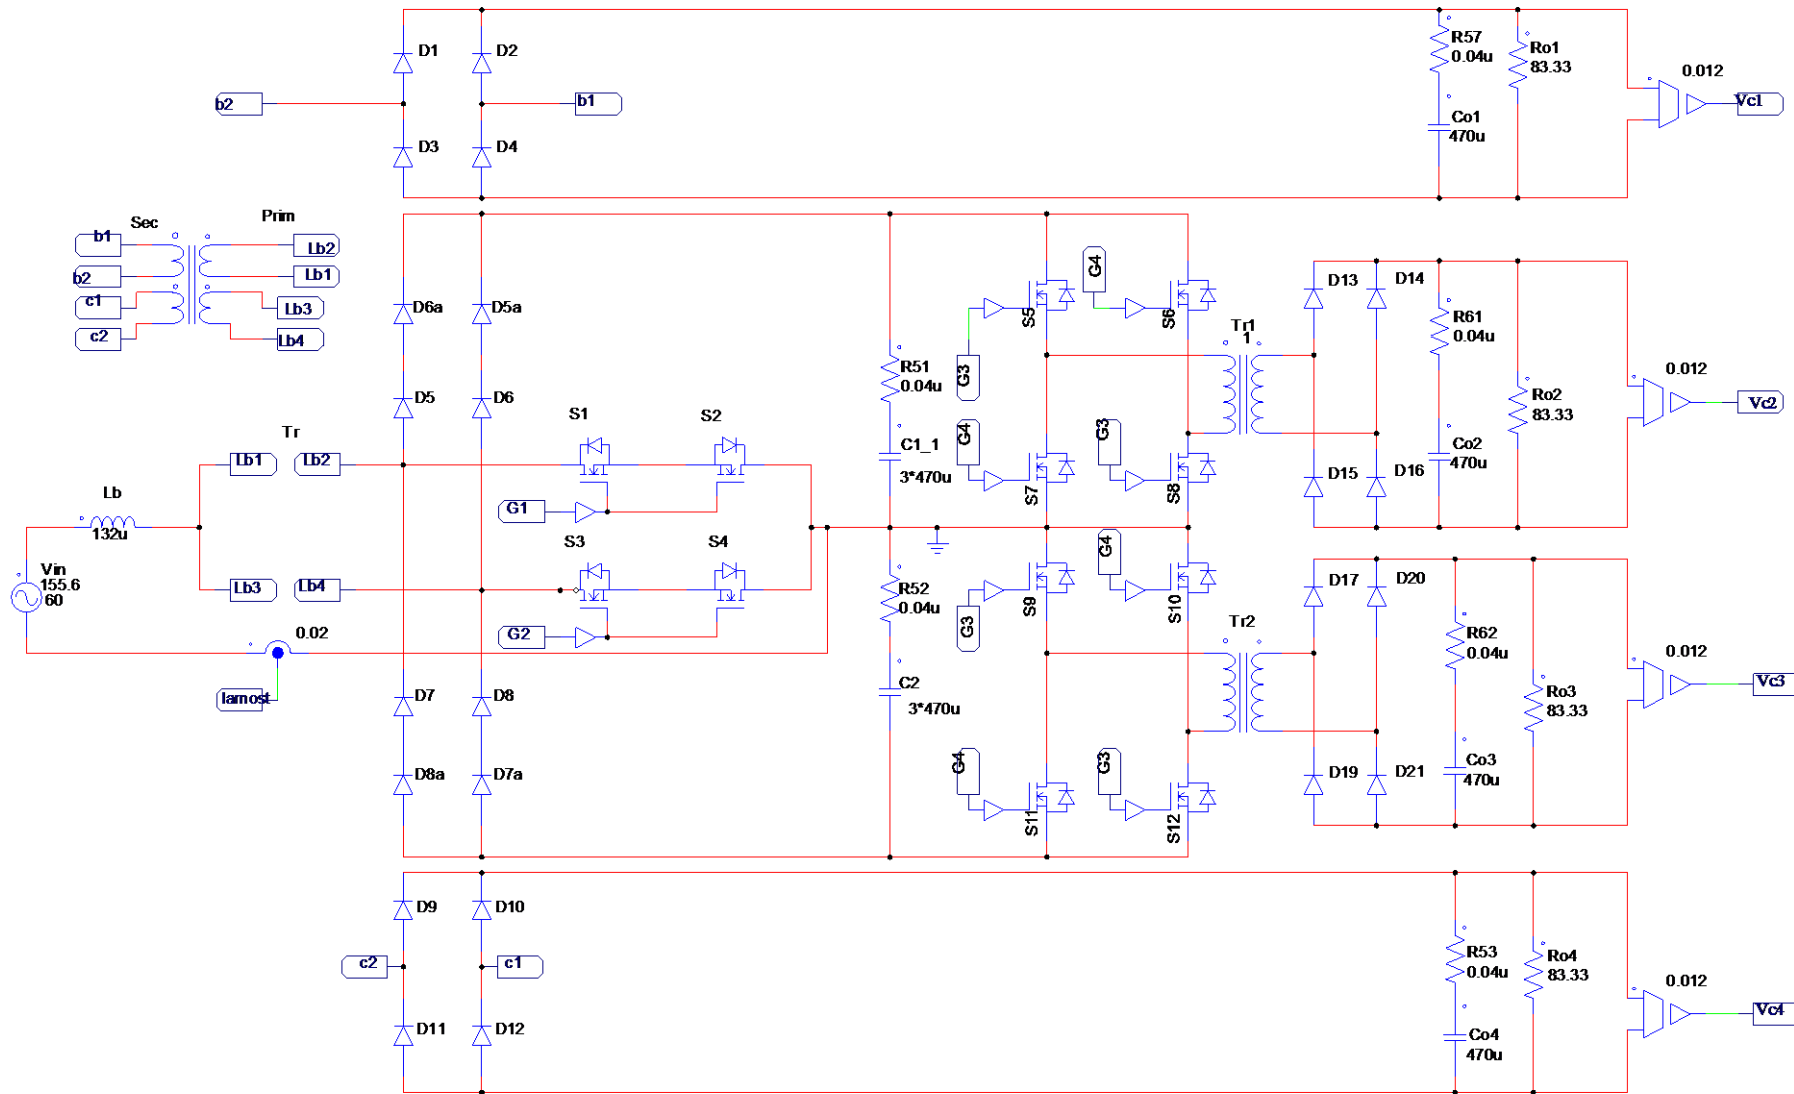 D1
D2
R57
0.04u
Ro1
83.33
0.012
b2
b1
Vc1
D3
D4
Co1
470u
Sec
Prim
b1
Lb2
b2
Lb1
c1
Lb3
c2
Lb4
D6a
D5a
D5
D6
S1
S2
R51
0.04u
C1_1
3*470u
G3
G4
S5
S6
G4
G3
S7
S8
Tr1
1
D13
D14
R61
0.04u
Ro2
83.33
0.012
Vc2
D15
D16
Co2
470u
Tr
Lb1
Lb2
Lb
132u
G1
S3
S4
Vin
155.6
60
Lb3
Lb4
G2
0.02
Iamost
R52
0.04u
C2
3*470u
G3
G4
S9
S10
G4
G3
S11
S12
Tr2
D17
D20
R62
0.04u
Ro3
83.33
0.012
Vc3
D19
D21
Co3
470u
D7
D8
D8a
D7a
D9
D10
c2
c1
D11
D12
R53
0.04u
Ro4
83.33
0.012
Vc4
Co4
470u